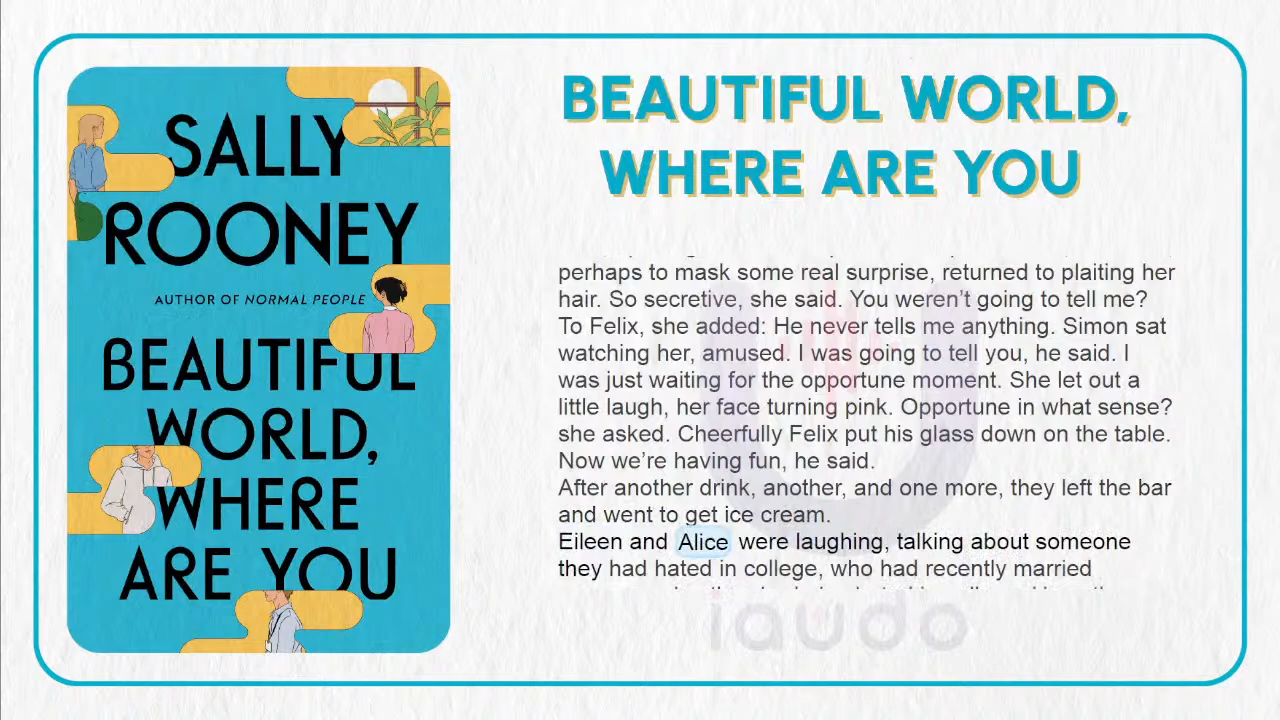 SALLY
ROONEY
AUTHOR OF NORMAL PEOPLE
BEAUTIFUL
WORLD,
WHERE
ARE YOU
BEAUTIFUL WORLD,
WHERE ARE YOU
perhaps to mask some real surprise, returned to plaiting her
hair. So secretive, she said. You weren’t going to tell me?
To Felix, she added: He never tells me anything. Simon sat
watching her, amused. I was going to tell you, he said. I
was just waiting for the opportune moment. She let out a
little laugh, her face turning pink. Opportune in what sense?
she asked. Cheerfully Felix put his glass down on the table.
Now we’re having fun, he said.
After another drink, another, and one more, they left the bar
and went to get ice cream.
Eileen and Alice were laughing, talking about someone
they had hated in college, who had recently married
iaudo